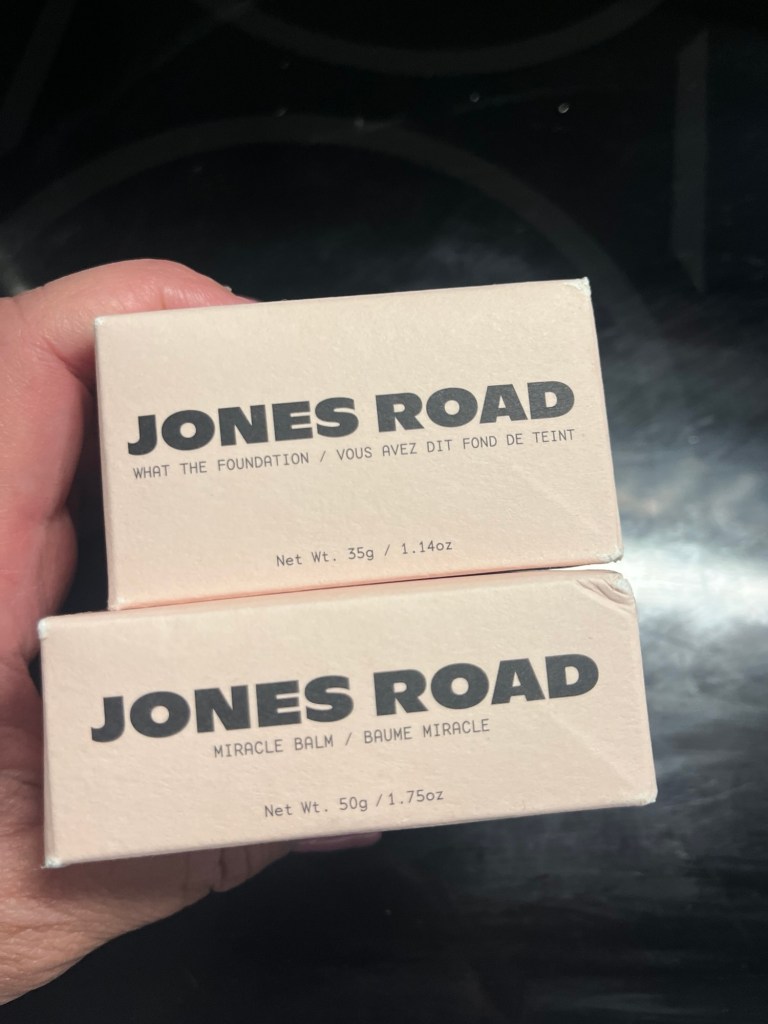 JONES ROAD
WHAT THE FOUNDATION / VOUS AVEZ DIT FOND DE TEINT
Net Wt. 35g / 1.14oz
JONES ROAD
MIRACLE BALM / BAUME MIRACLE
Net Wt. 50g / 1.75oz